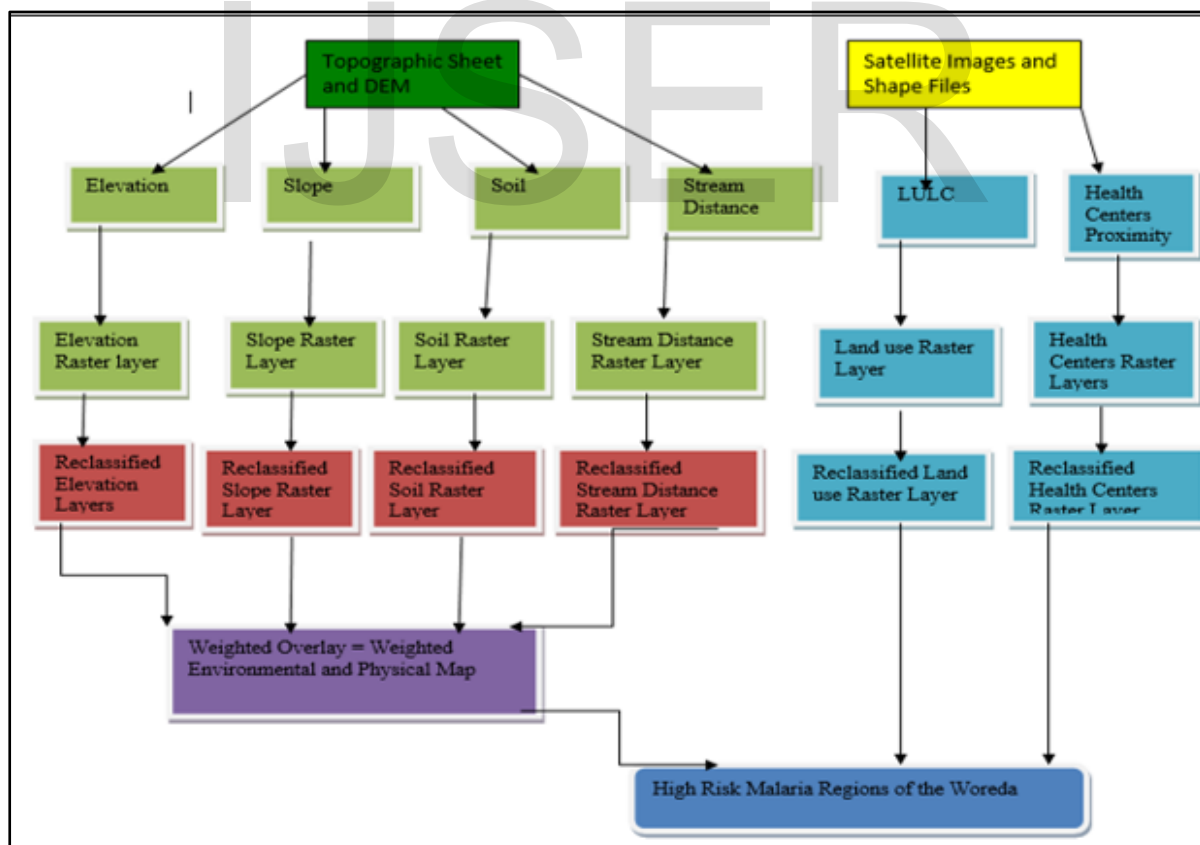 IJSER
Topographic Sheet
and DEM
Satellite Images and
Shape Files
Elevation
Slope
Soil
Stream
Distance
LULC
Health
Centers
Proximity
Elevation
Raster layer
Slope Raster
Layer
Soil Raster
Layer
Stream Distance
Raster Layer
Land use Raster
Layer
Health
Centers Raster
Layers
Reclassified
Elevation
Layers
Reclassified
Slope Raster
Layer
Reclassified
Soil Raster
Layer
Reclassified
Stream Distance
Raster Layer
Reclassified Land
use Raster Layer
Reclassified
Health Centers
Raster Layer
Weighted Overlay = Weighted
Environmental and Physical Map
High Risk Malaria Regions of the Woreda